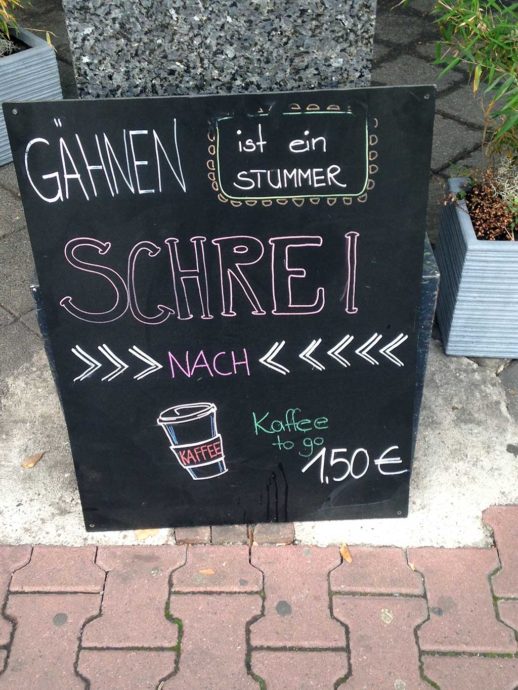 GÄHNEN
ist ein
STUMMER
SCHREI
>>> NACH <<<<<
KAFFEE
Kaffee
to go
1,50 €